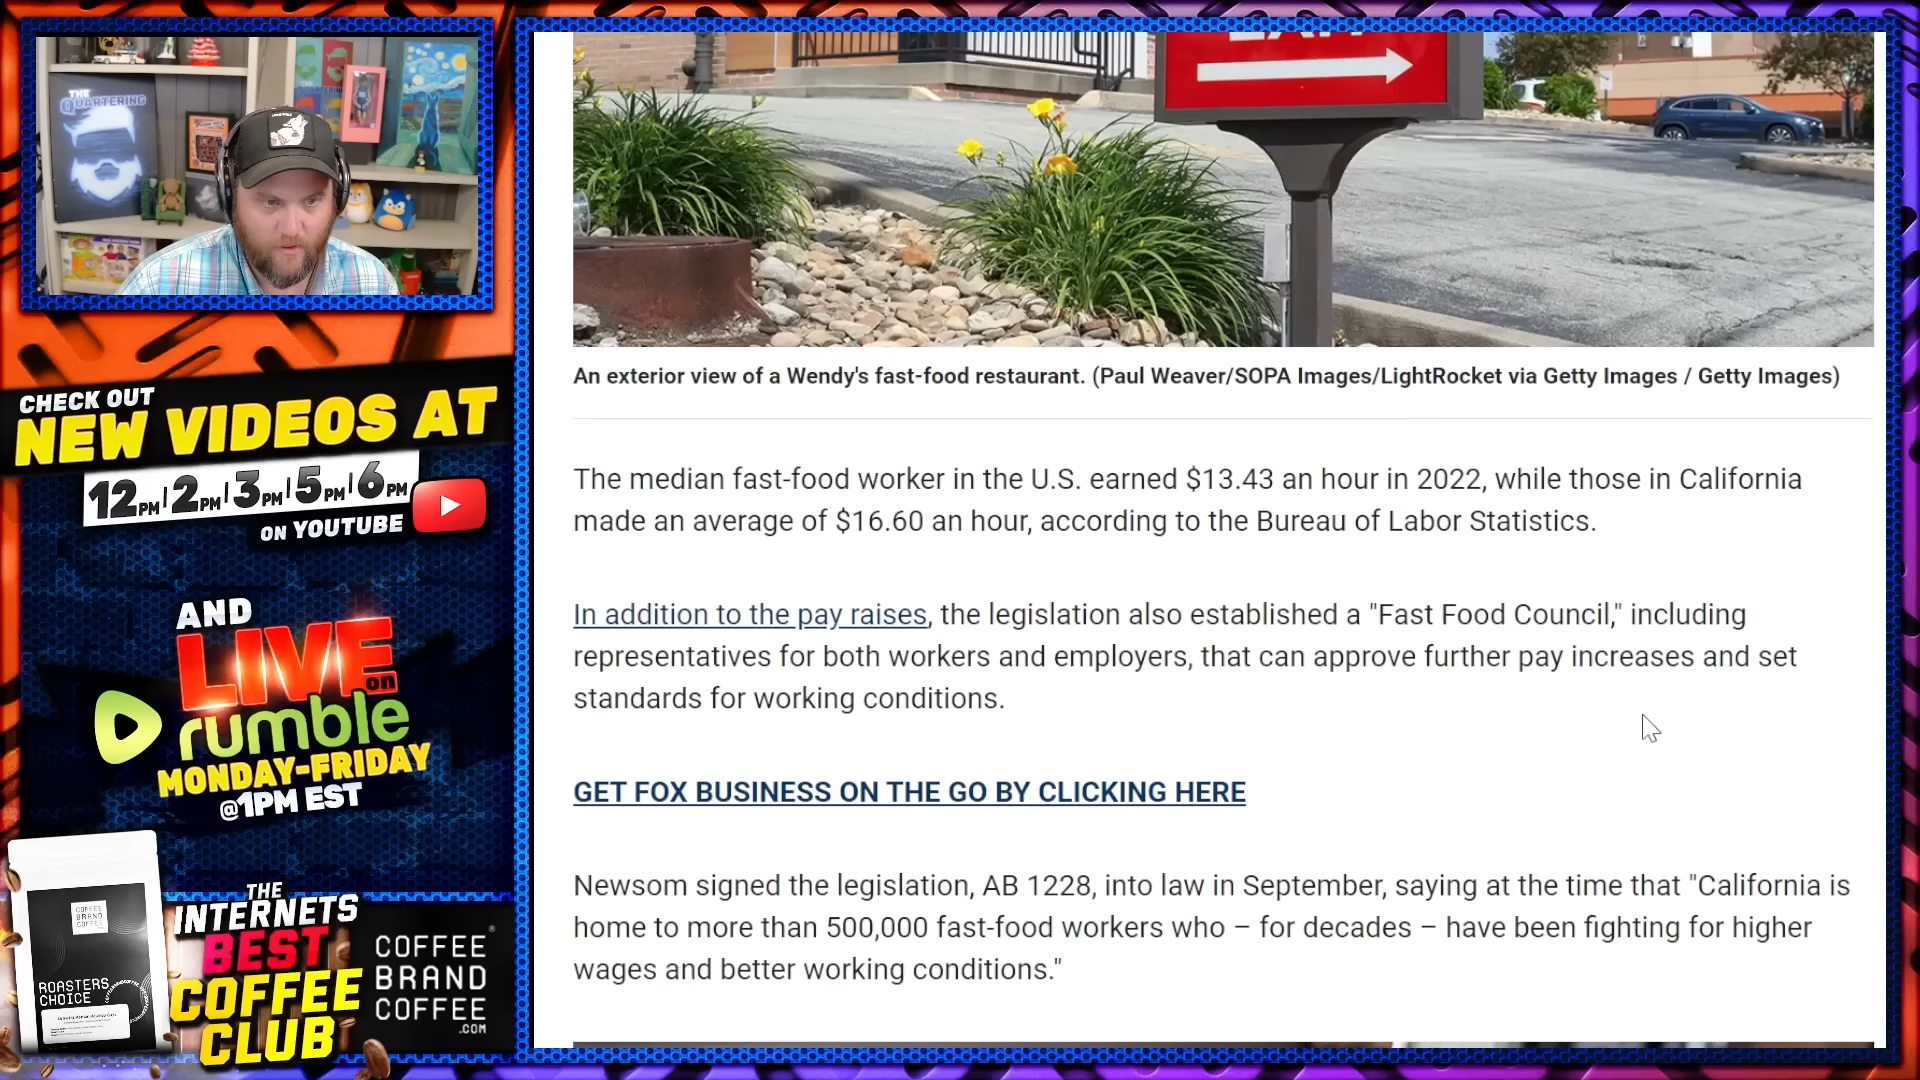 THE
QUARTERING
CHECK OUT
NEW VIDEOS AT
12PM | 2PM | 3PM | 5PM | 6PM
ON YOUTUBE
AND
LIVE
on
rumble
MONDAY-FRIDAY
@1PM EST
THE
INTERNETS
BEST
COFFEE
CLUB
COFFEE
BRAND
COFFEE
.COM
COFFEE
BRAND
COFFEE
ROASTERS
CHOICE
EXIT
An exterior view of a Wendy's fast-food restaurant. (Paul Weaver/SOPA Images/LightRocket via Getty Images / Getty Images)
The median fast-food worker in the U.S. earned $13.43 an hour in 2022, while those in California
made an average of $16.60 an hour, according to the Bureau of Labor Statistics.
In addition to the pay raises, the legislation also established a "Fast Food Council," including
representatives for both workers and employers, that can approve further pay increases and set
standards for working conditions.
GET FOX BUSINESS ON THE GO BY CLICKING HERE
Newsom signed the legislation, AB 1228, into law in September, saying at the time that "California is
home to more than 500,000 fast-food workers who – for decades – have been fighting for higher
wages and better working conditions."